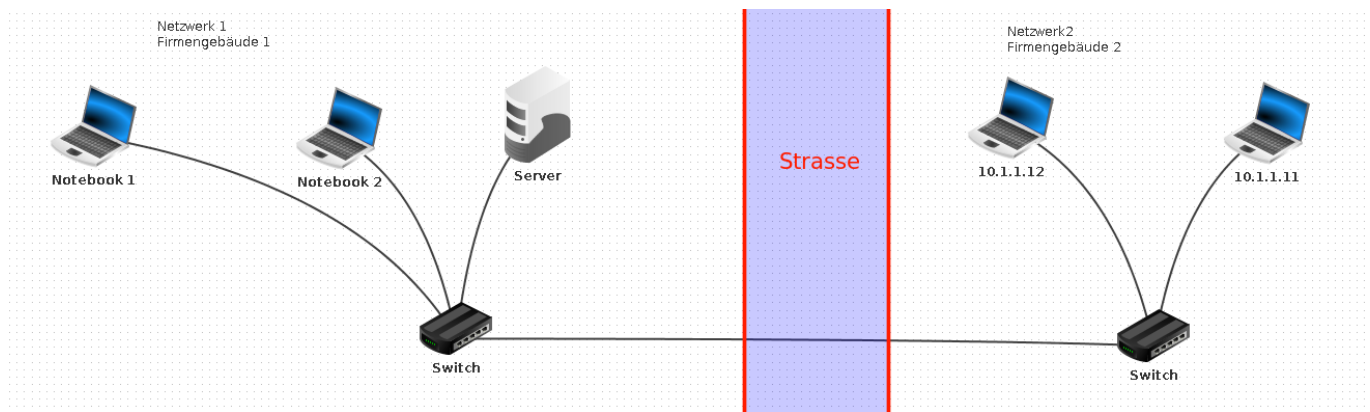 Netzwerk 1
Firmengebäude 1
Netzwerk2
Firmengebäude 2
Notebook 1
Notebook 2
Server
Strasse
10.1.1.12
10.1.1.11
Switch
Switch